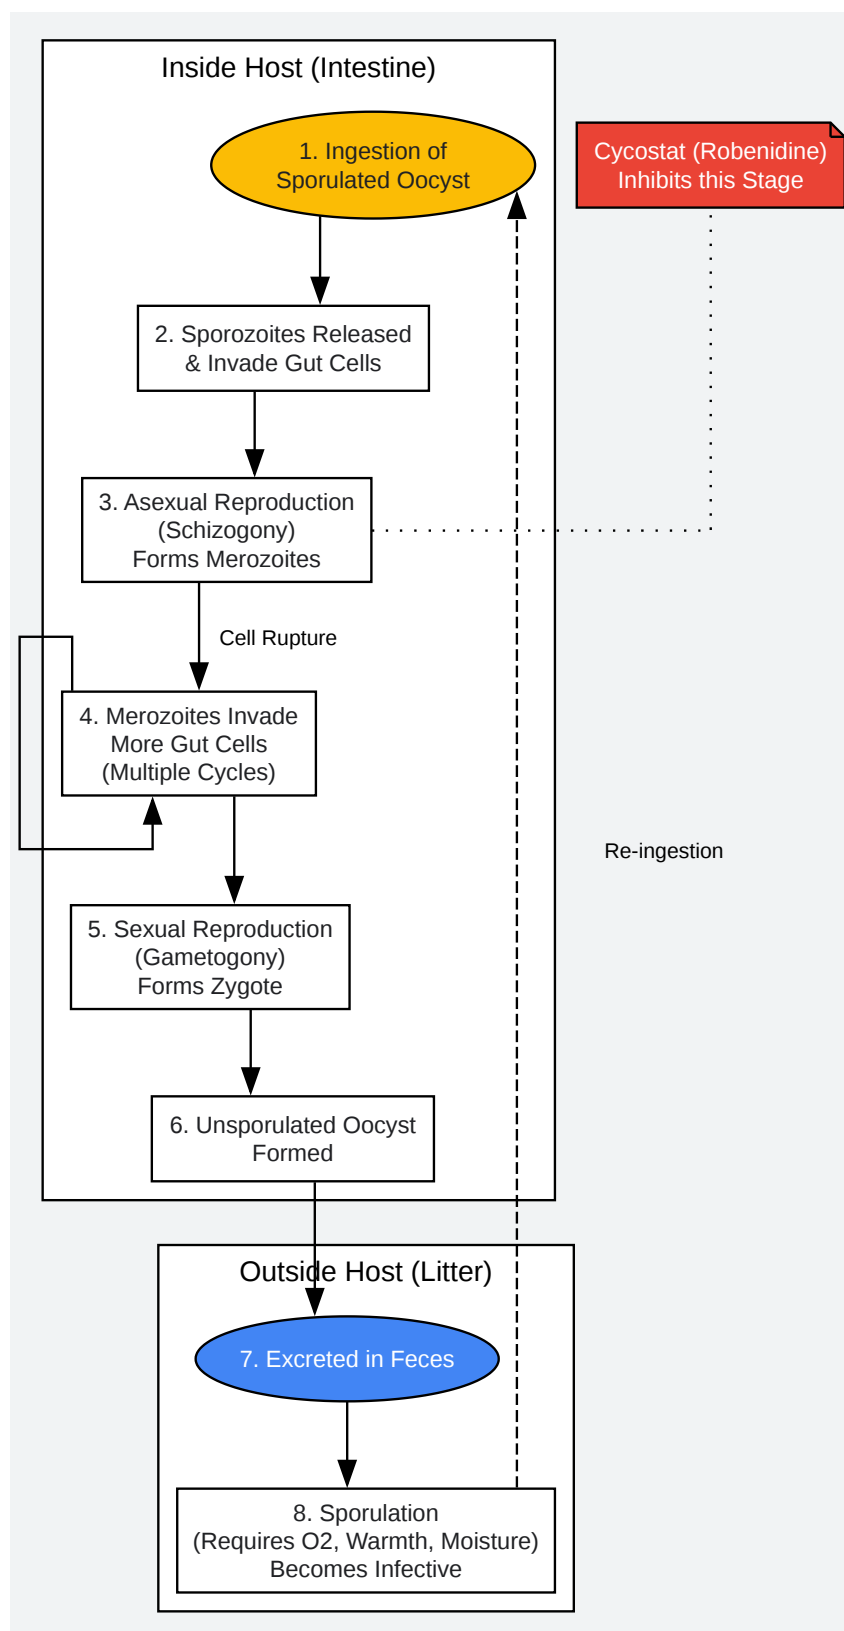 Inside Host (Intestine)
1. Ingestion of
Sporulated Oocyst
Cycostat (Robenidine)
Inhibits this Stage
2. Sporozoites Released
& Invade Gut Cells
3. Asexual Reproduction
(Schizogony)
Forms Merozoites
Cell Rupture
4. Merozoites Invade
More Gut Cells
(Multiple Cycles)
Re-ingestion
5. Sexual Reproduction
(Gametogony)
Forms Zygote
6. Unsporulated Oocyst
Formed
Outside Host (Litter)
7. Excreted in Feces
8. Sporulation
(Requires O2, Warmth, Moisture)
Becomes Infective